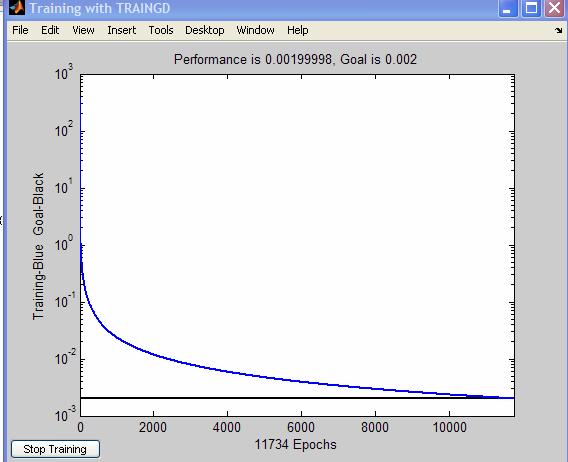 Training with TRAINGD
File Edit View Insert Tools Desktop Window Help
Performance is 0.00199998, Goal is 0.002
10³
10²
10¹
10⁰
10⁻¹
10⁻²
10⁻³
Training-Blue Goal-Black
0 2000 4000 6000 8000 10000
11734 Epochs
Stop Training